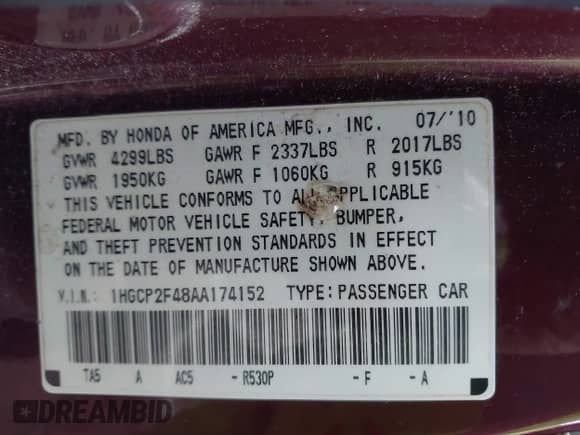 MFD. BY HONDA OF AMERICA MFG., INC. 07/'10
GVWR 4299LBS GAWR F 2337LBS R 2017LBS
GVWR 1950KG GAWR F 1060KG R 915KG
THIS VEHICLE CONFORMS TO ALL APPLICABLE
FEDERAL MOTOR VEHICLE SAFETY, BUMPER,
AND THEFT PREVENTION STANDARDS IN EFFECT
ON THE DATE OF MANUFACTURE SHOWN ABOVE.
V.I.N.: 1HGCP2F48AA174152 TYPE: PASSENGER CAR
TA5 A AC5 -R530P -F -A
DREAMBID